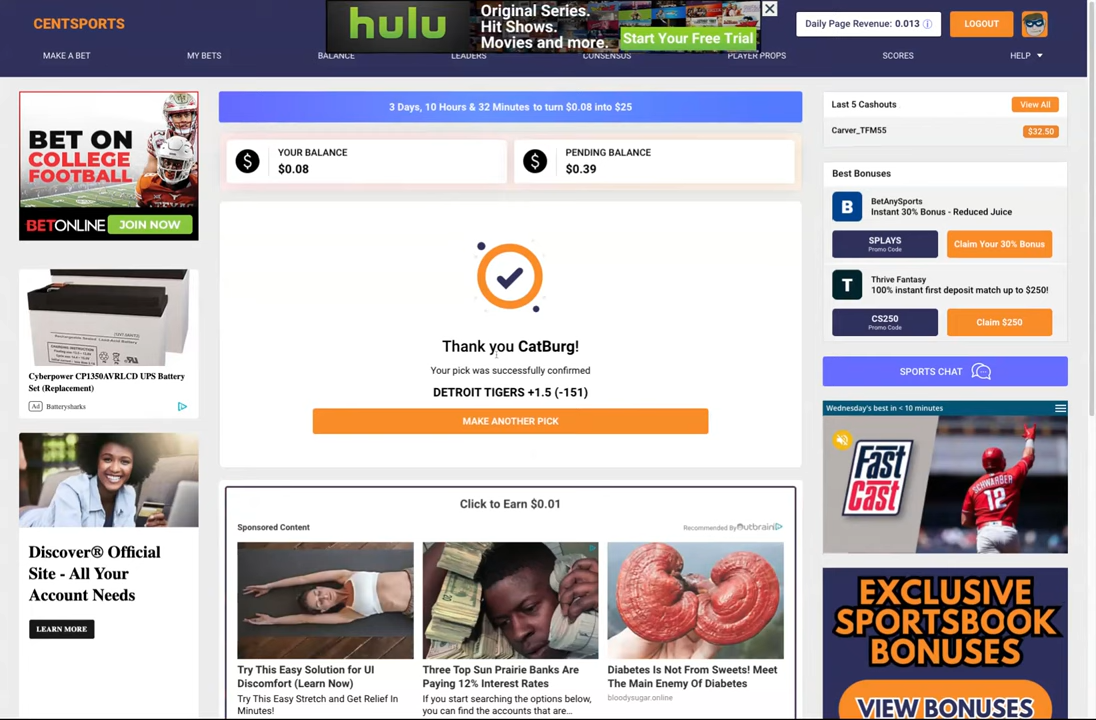 CENTSPORTS
hulu
Original Series.
Hit Shows.
Movies and more.
Start Your Free Trial
Daily Page Revenue: 0.013
LOGOUT
MAKE A BET
MY BETS
BALANCE
LEADERS
CONSENSUS
PLAYER PROPS
SCORES
HELP
BET ON
COLLEGE
FOOTBALL
BETONLINE JOIN NOW
Cyberpower CP1350AVRLCD UPS Battery
Set (Replacement)
Ad Batterysharks
Discover® Official
Site - All Your
Account Needs
LEARN MORE
3 Days, 10 Hours & 32 Minutes to turn $0.08 into $25
YOUR BALANCE
$0.08
PENDING BALANCE
$0.39
Thank you CatBurg!
Your pick was successfully confirmed
DETROIT TIGERS +1.5 (-151)
MAKE ANOTHER PICK
Click to Earn $0.01
Sponsored Content
Recommended By Outbrain
Try This Easy Solution for UI
Discomfort (Learn Now)
Try This Easy Stretch and Get Relief In
Minutes!
Three Top Sun Prairie Banks Are
Paying 12% Interest Rates
If you start searching the options below,
you can find the accounts that are...
Diabetes Is Not From Sweets! Meet
The Main Enemy Of Diabetes
bloodysugar.online
Last 5 Cashouts
View All
Carver_TFM55
$32.50
Best Bonuses
B
BetAnySports
Instant 30% Bonus - Reduced Juice
SPLAYS
Promo Code
Claim Your 30% Bonus
T
Thrive Fantasy
100% instant first deposit match up to $250!
CS250
Promo Code
Claim $250
SPORTS CHAT
Wednesday's best in < 10 minutes
FAST
CAST
SCHWARBER
12
EXCLUSIVE
SPORTSBOOK
BONUSES
VIEW BONUSES